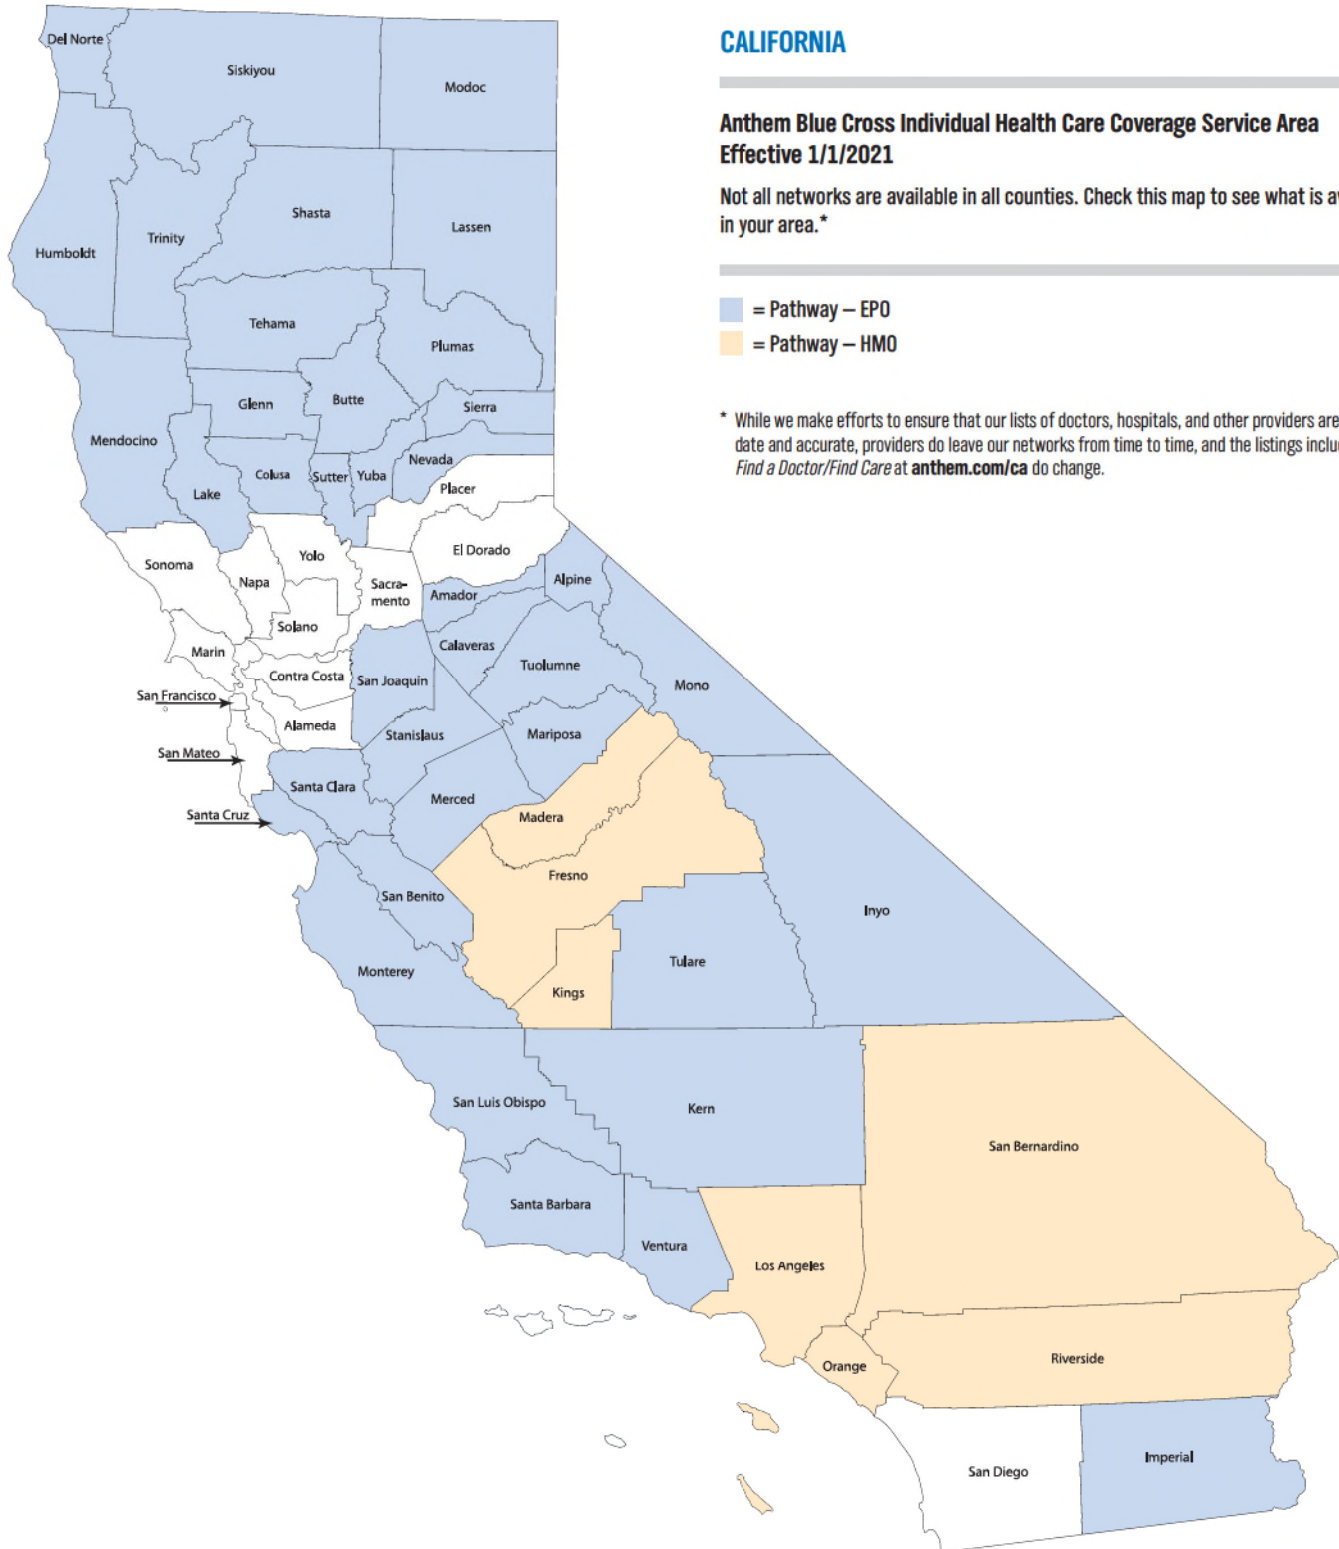 CALIFORNIA
Anthem Blue Cross Individual Health Care Coverage Service Area
Effective 1/1/2021
Not all networks are available in all counties. Check this map to see what is
in your area.*
= Pathway – EPO
= Pathway – HMO
* While we make efforts to ensure that our lists of doctors, hospitals, and other providers are
date and accurate, providers do leave our networks from time to time, and the listings
Find a Doctor/Find Care at anthem.com/ca do change.
Del Norte
Siskiyou
Modoc
Humboldt
Trinity
Shasta
Lassen
Tehama
Plumas
Mendocino
Glenn
Butte
Sierra
Lake
Colusa
Sutter
Yuba
Nevada
Placer
Sonoma
Napa
Yolo
El Dorado
Sacra-
mento
Amador
Alpine
Solano
Marin
Calaveras
Contra Costa
San Joaquin
Tuolumne
Mono
San Francisco
Alameda
Stanislaus
Mariposa
San Mateo
Santa Clara
Merced
Santa Cruz
Madera
Fresno
San Benito
Inyo
Monterey
Tulare
Kings
San Luis Obispo
Kern
San Bernardino
Santa Barbara
Ventura
Los Angeles
Orange
Riverside
San Diego
Imperial